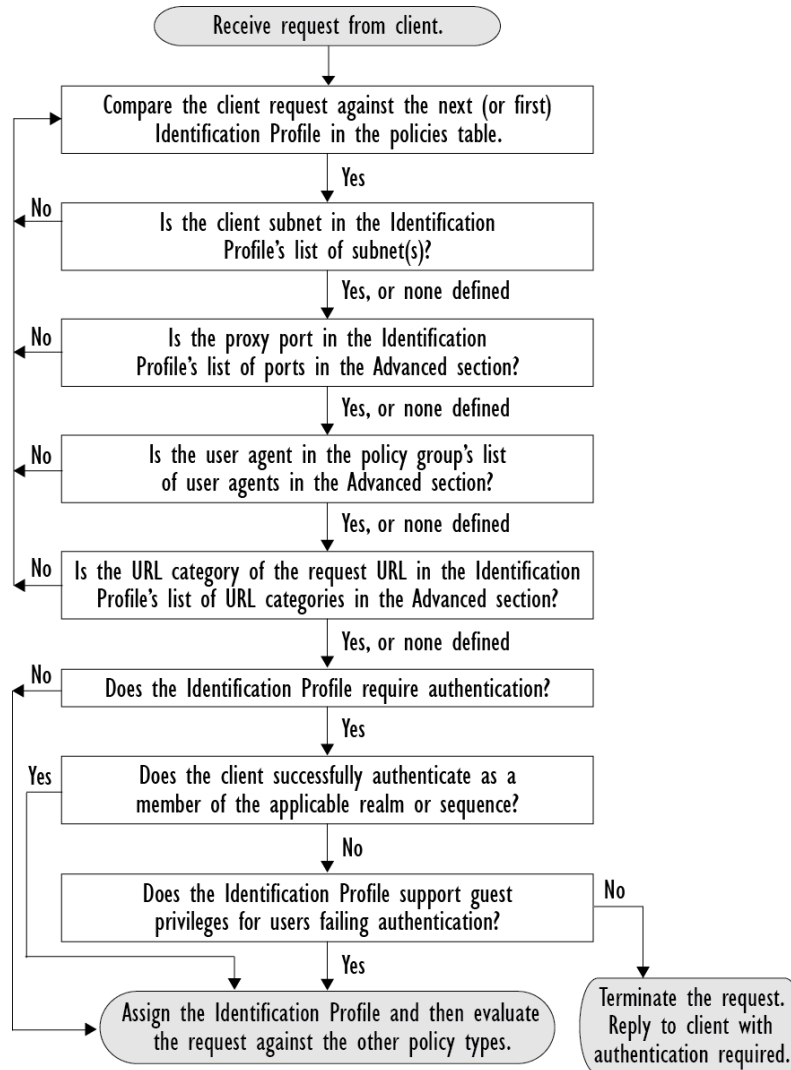 Receive request from client.
Compare the client request against the next (or first)
Identification Profile in the policies table.
Yes
No
Is the client subnet in the Identification
Profile's list of subnet(s)?
Yes, or none defined
No
Is the proxy port in the Identification
Profile's list of ports in the Advanced section?
Yes, or none defined
No
Is the user agent in the policy group's list
of user agents in the Advanced section?
Yes, or none defined
No
Is the URL category of the request URL in the Identification
Profile's list of URL categories in the Advanced section?
Yes, or none defined
No
Does the Identification Profile require authentication?
Yes
Yes
Does the client successfully authenticate as a
member of the applicable realm or sequence?
No
Does the Identification Profile support guest
privileges for users failing authentication?
No
Yes
Assign the Identification Profile and then evaluate
the request against the other policy types.
Terminate the request.
Reply to client with
authentication required.